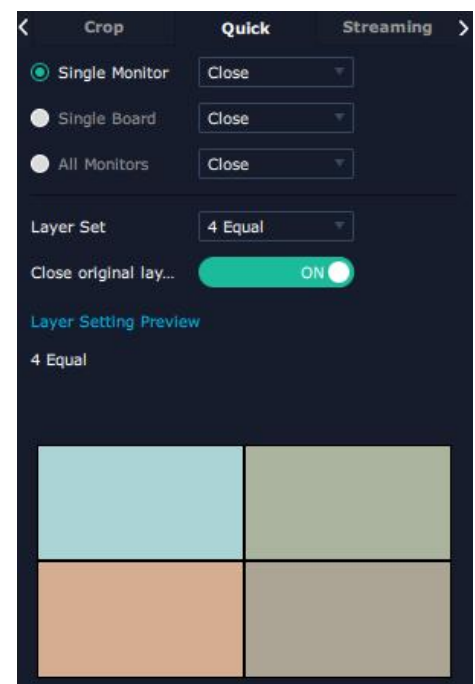 Crop Quick Streaming
Single Monitor Close
Single Board Close
All Monitors Close
Layer Set 4 Equal
Close original lay... ON
Layer Setting Preview
4 Equal